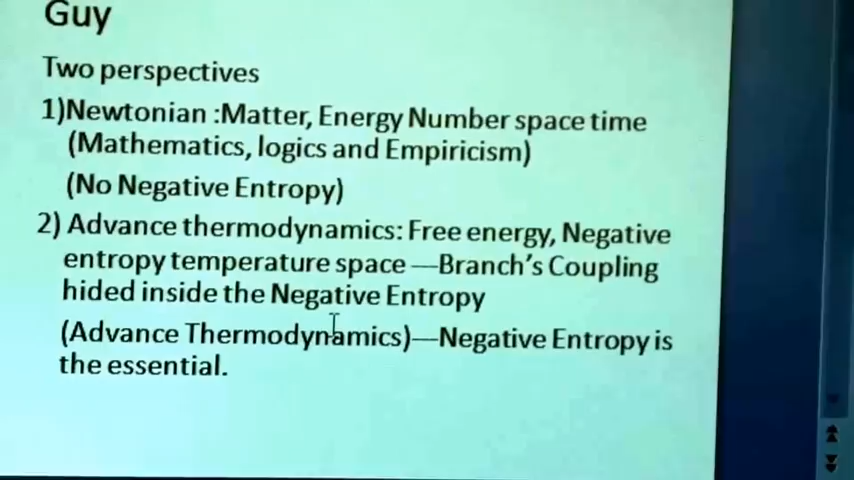 Guy
Two perspectives
1)Newtonian :Matter, Energy Number space time
(Mathematics, logics and Empiricism)
(No Negative Entropy)
2) Advance thermodynamics: Free energy, Negative
entropy temperature space —Branch's Coupling
hided inside the Negative Entropy
(Advance Thermodynamics)—Negative Entropy is
the essential.